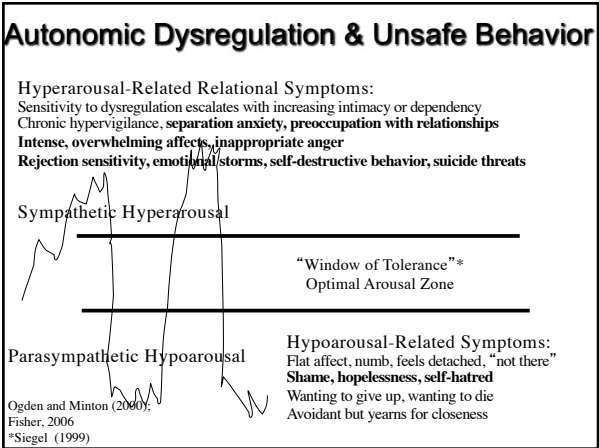 Autonomic Dysregulation & Unsafe Behavior
Hyperarousal-Related Relational Symptoms:
Sensitivity to dysregulation escalates with increasing intimacy or dependency
Chronic hypervigilance, separation anxiety, preoccupation with relationships
Intense, overwhelming affects, inappropriate anger
Rejection sensitivity, emotional storms, self-destructive behavior, suicide threats
Sympathetic Hyperarousal
“Window of Tolerance”*
Optimal Arousal Zone
Parasympathetic Hypoarousal
Hypoarousal-Related Symptoms:
Flat affect, numb, feels detached, “not there”
Shame, hopelessness, self-hatred
Wanting to give up, wanting to die
Avoidant but yearns for closeness
Ogden and Minton (2000);
Fisher, 2006
*Siegel (1999)